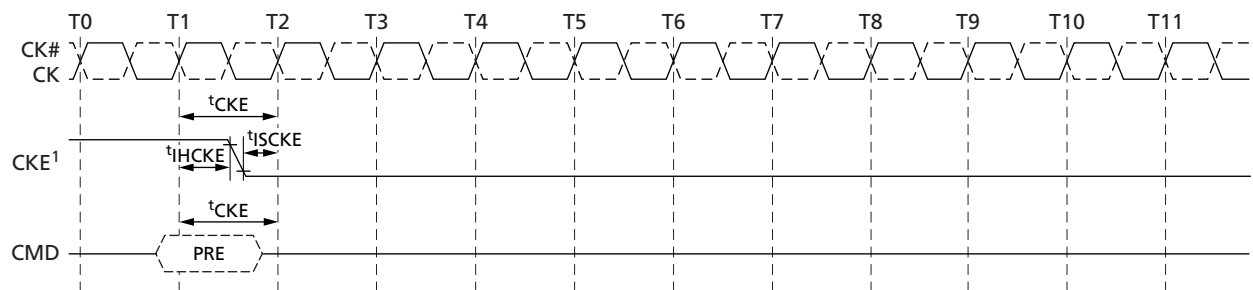 T0 T1 T2 T3 T4 T5 T6 T7 T8 T9 T10 T11
CK#
CK
tCKE
tISCKE
CKE1
tIHCKE
tCKE
CMD
PRE